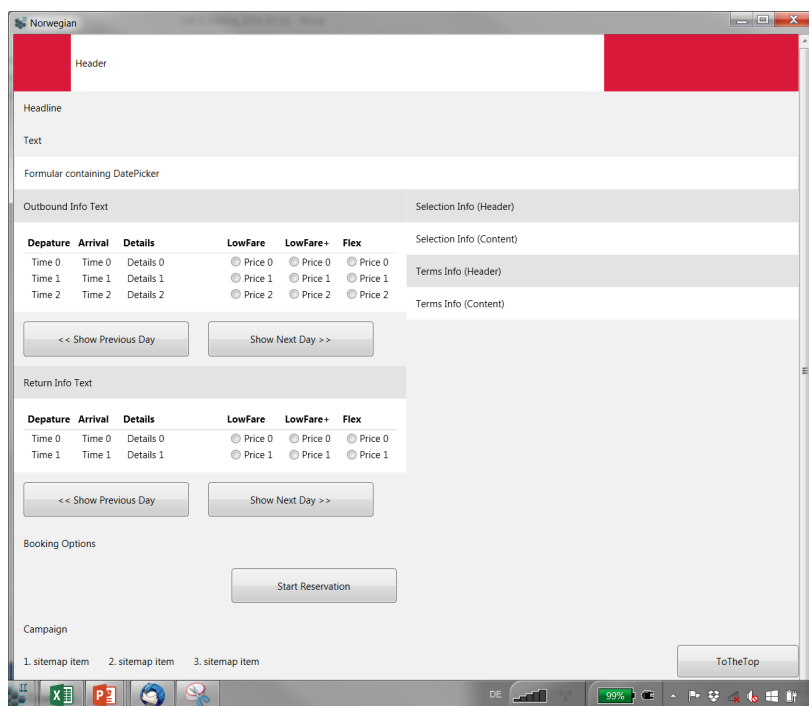 Norwegian
Header
Headline
Text
Formular containing DatePicker
Outbound Info Text
Depature Arrival Details LowFare LowFare+ Flex
Time 0 Time 0 Details 0 Price 0 Price 0 Price 0
Time 1 Time 1 Details 1 Price 1 Price 1 Price 1
Time 2 Time 2 Details 2 Price 2 Price 2 Price 2
<< Show Previous Day Show Next Day >>
Selection Info (Header)
Selection Info (Content)
Terms Info (Header)
Terms Info (Content)
Return Info Text
Depature Arrival Details LowFare LowFare+ Flex
Time 0 Time 0 Details 0 Price 0 Price 0 Price 0
Time 1 Time 1 Details 1 Price 1 Price 1 Price 1
<< Show Previous Day Show Next Day >>
Booking Options
Start Reservation
Campaign
1. sitemap item 2. sitemap item 3. sitemap item ToTheTop
DE 99%